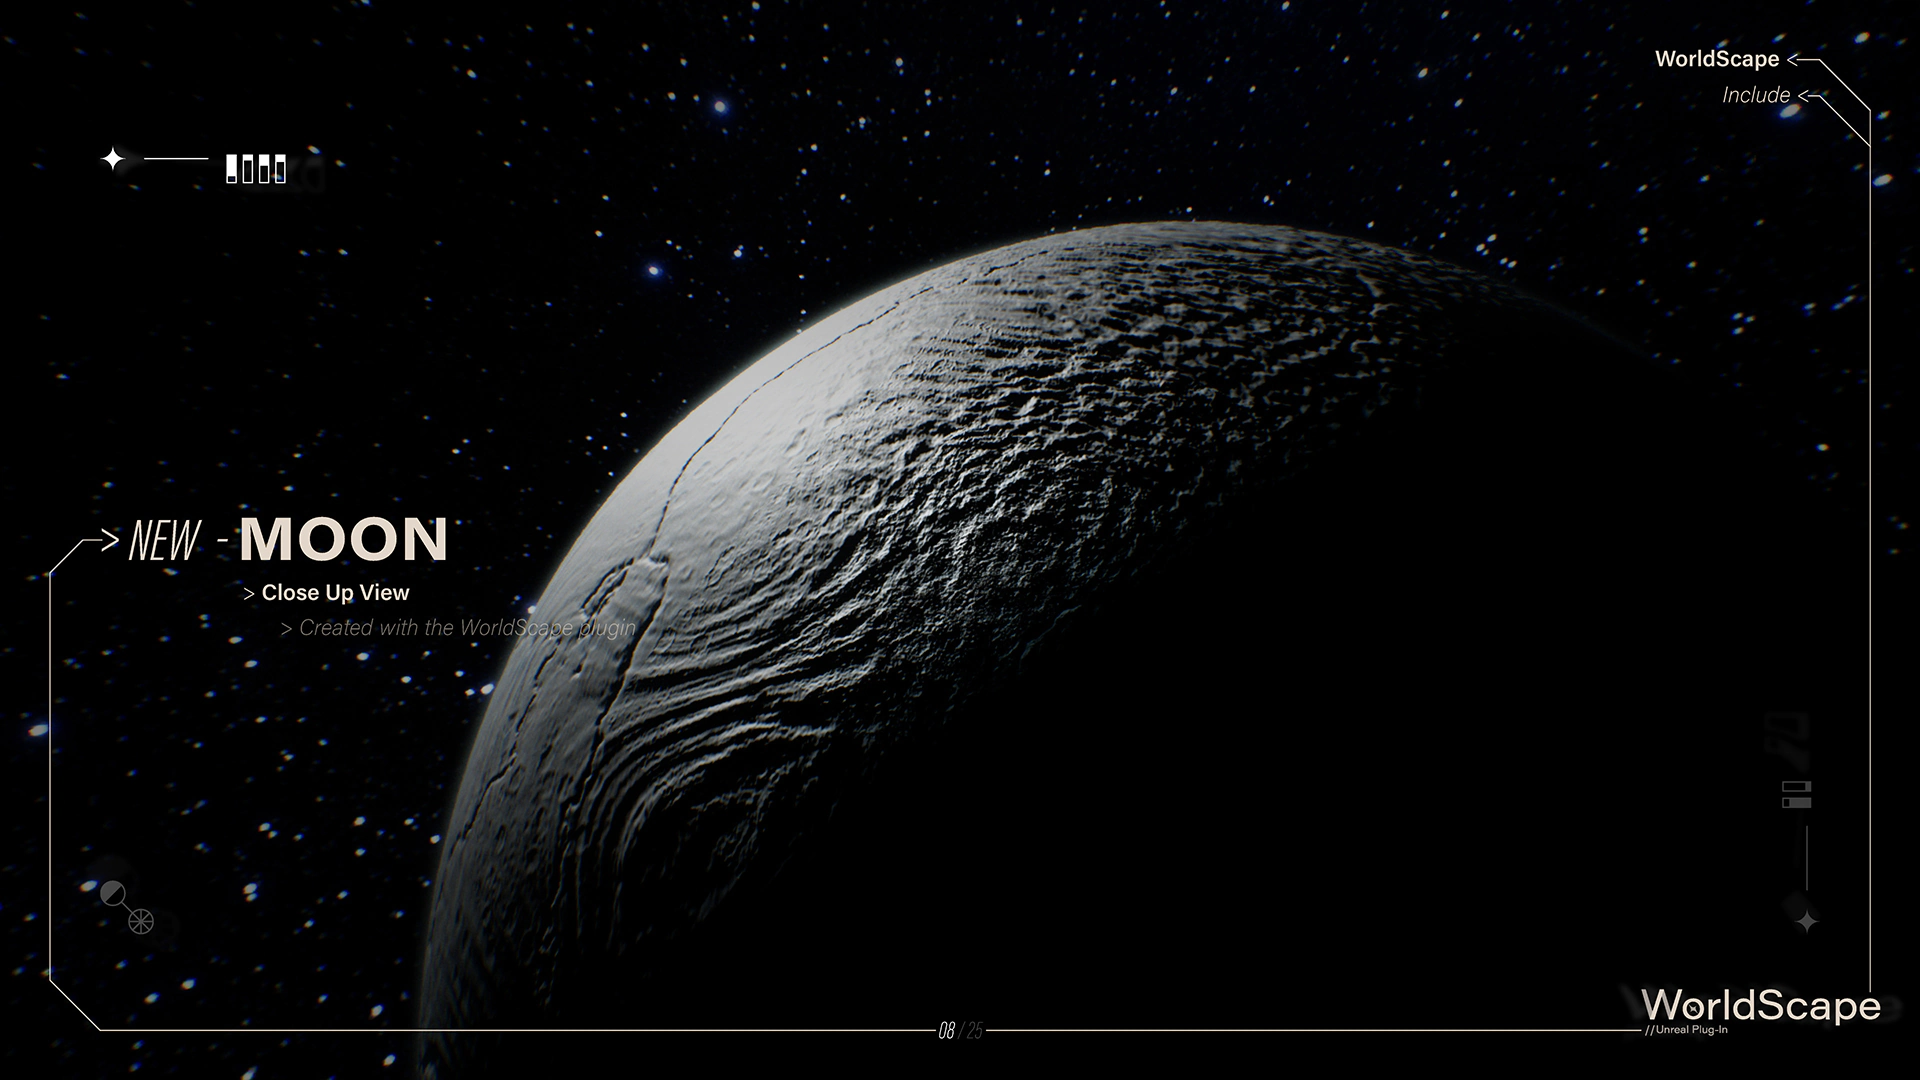 WorldScape
Include
> NEW - MOON
> Close Up View
> Created with the WorldScape plugin
08 / 25
WorldScape
//Unreal Plug-In